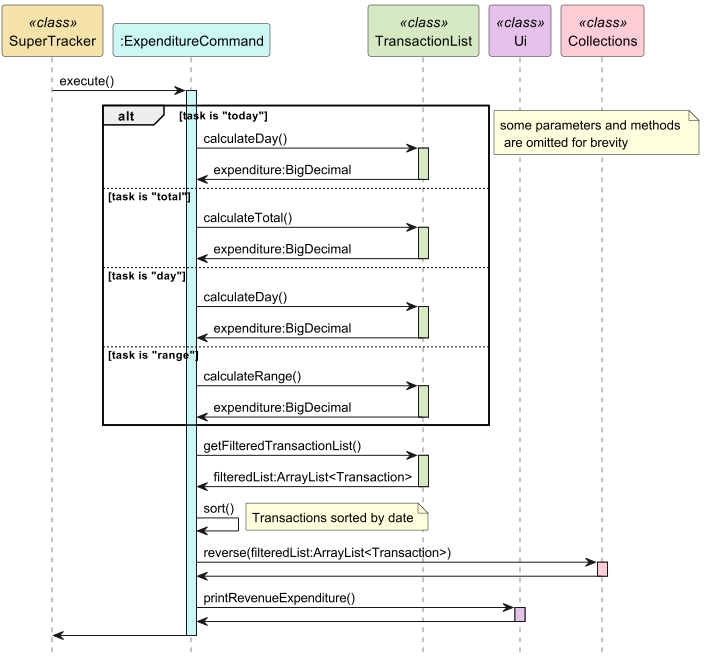 «class»
SuperTracker
:ExpenditureCommand
«class»
TransactionList
«class»
Ui
«class»
Collections
execute()
alt
[task is "today"]
some parameters and methods
are omitted for brevity
calculateDay()
expenditure:BigDecimal
[task is "total"]
calculateTotal()
expenditure:BigDecimal
[task is "day"]
calculateDay()
expenditure:BigDecimal
[task is "range"]
calculateRange()
expenditure:BigDecimal
getFilteredTransactionList()
filteredList:ArrayList<Transaction>
sort()
Transactions sorted by date
reverse(filteredList:ArrayList<Transaction>)
printRevenueExpenditure()